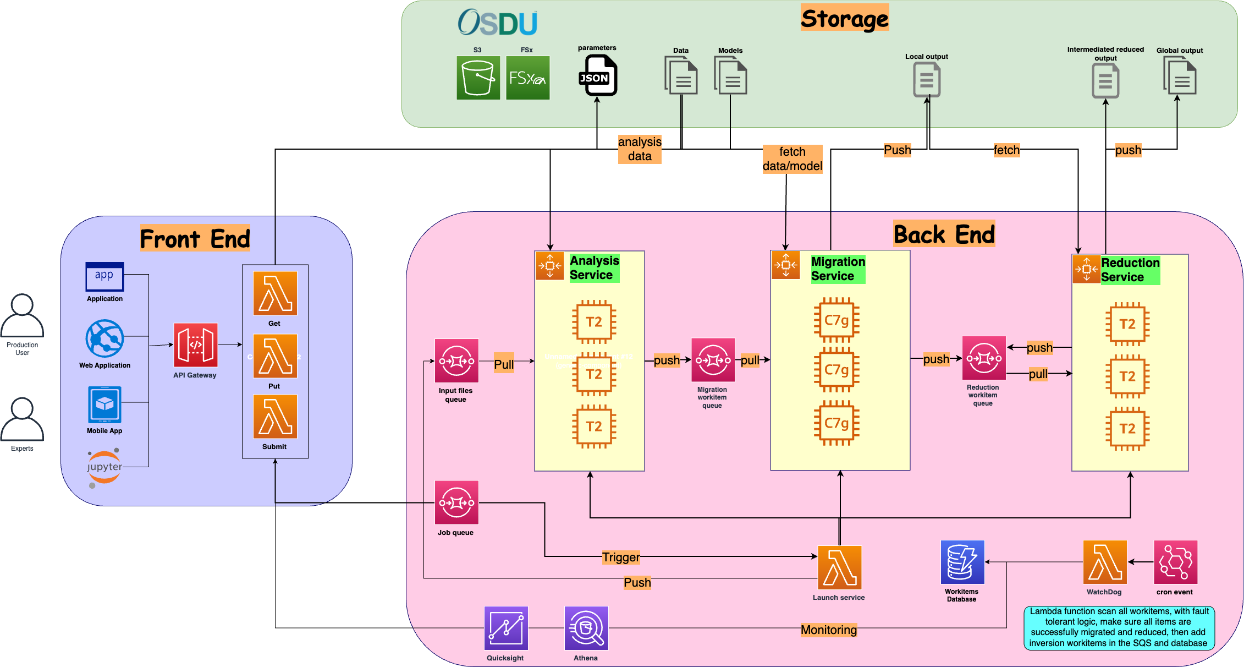 Storage
OSDU
S3
FSx
FSx
parameters
JSON
Data
Models
Local output
Intermediated reduced
output
Global output
analysis
data
fetch
data/model
Push
fetch
push
Front End
app
Application
Web Application
Mobile App
jupyter
Production
User
Experts
API Gateway
Get
Put
Submit
Back End
Analysis
Service
T2
T2
T2
Migration
Service
C7g
C7g
C7g
Reduction
Service
T2
T2
T2
Input files
queue
Pull
push
Migration
workitem
queue
pull
push
Reduction
workitem
queue
push
pull
Job queue
Trigger
Push
Launch service
Workitems
Database
WatchDog
cron event
Lambda function scan all workitems, with fault
tolerant logic, make sure all items are
successfully migrated and reduced, then add
inversion workitems in the SQS and database
Quicksight
Athena
Monitoring